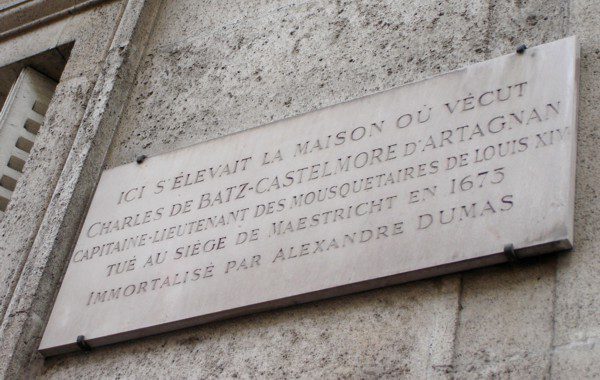 ICI S'ÉLEVAIT LA MAISON OÙ VÉCUT
CHARLES DE BATZ-CASTELMORE D'ARTAGNAN
CAPITAINE-LIEUTENANT DES MOUSQUETAIRES DE LOUIS XIV
TUÉ AU SIÈGE DE MAESTRICHT EN 1673
IMMORTALISÉ PAR ALEXANDRE DUMAS